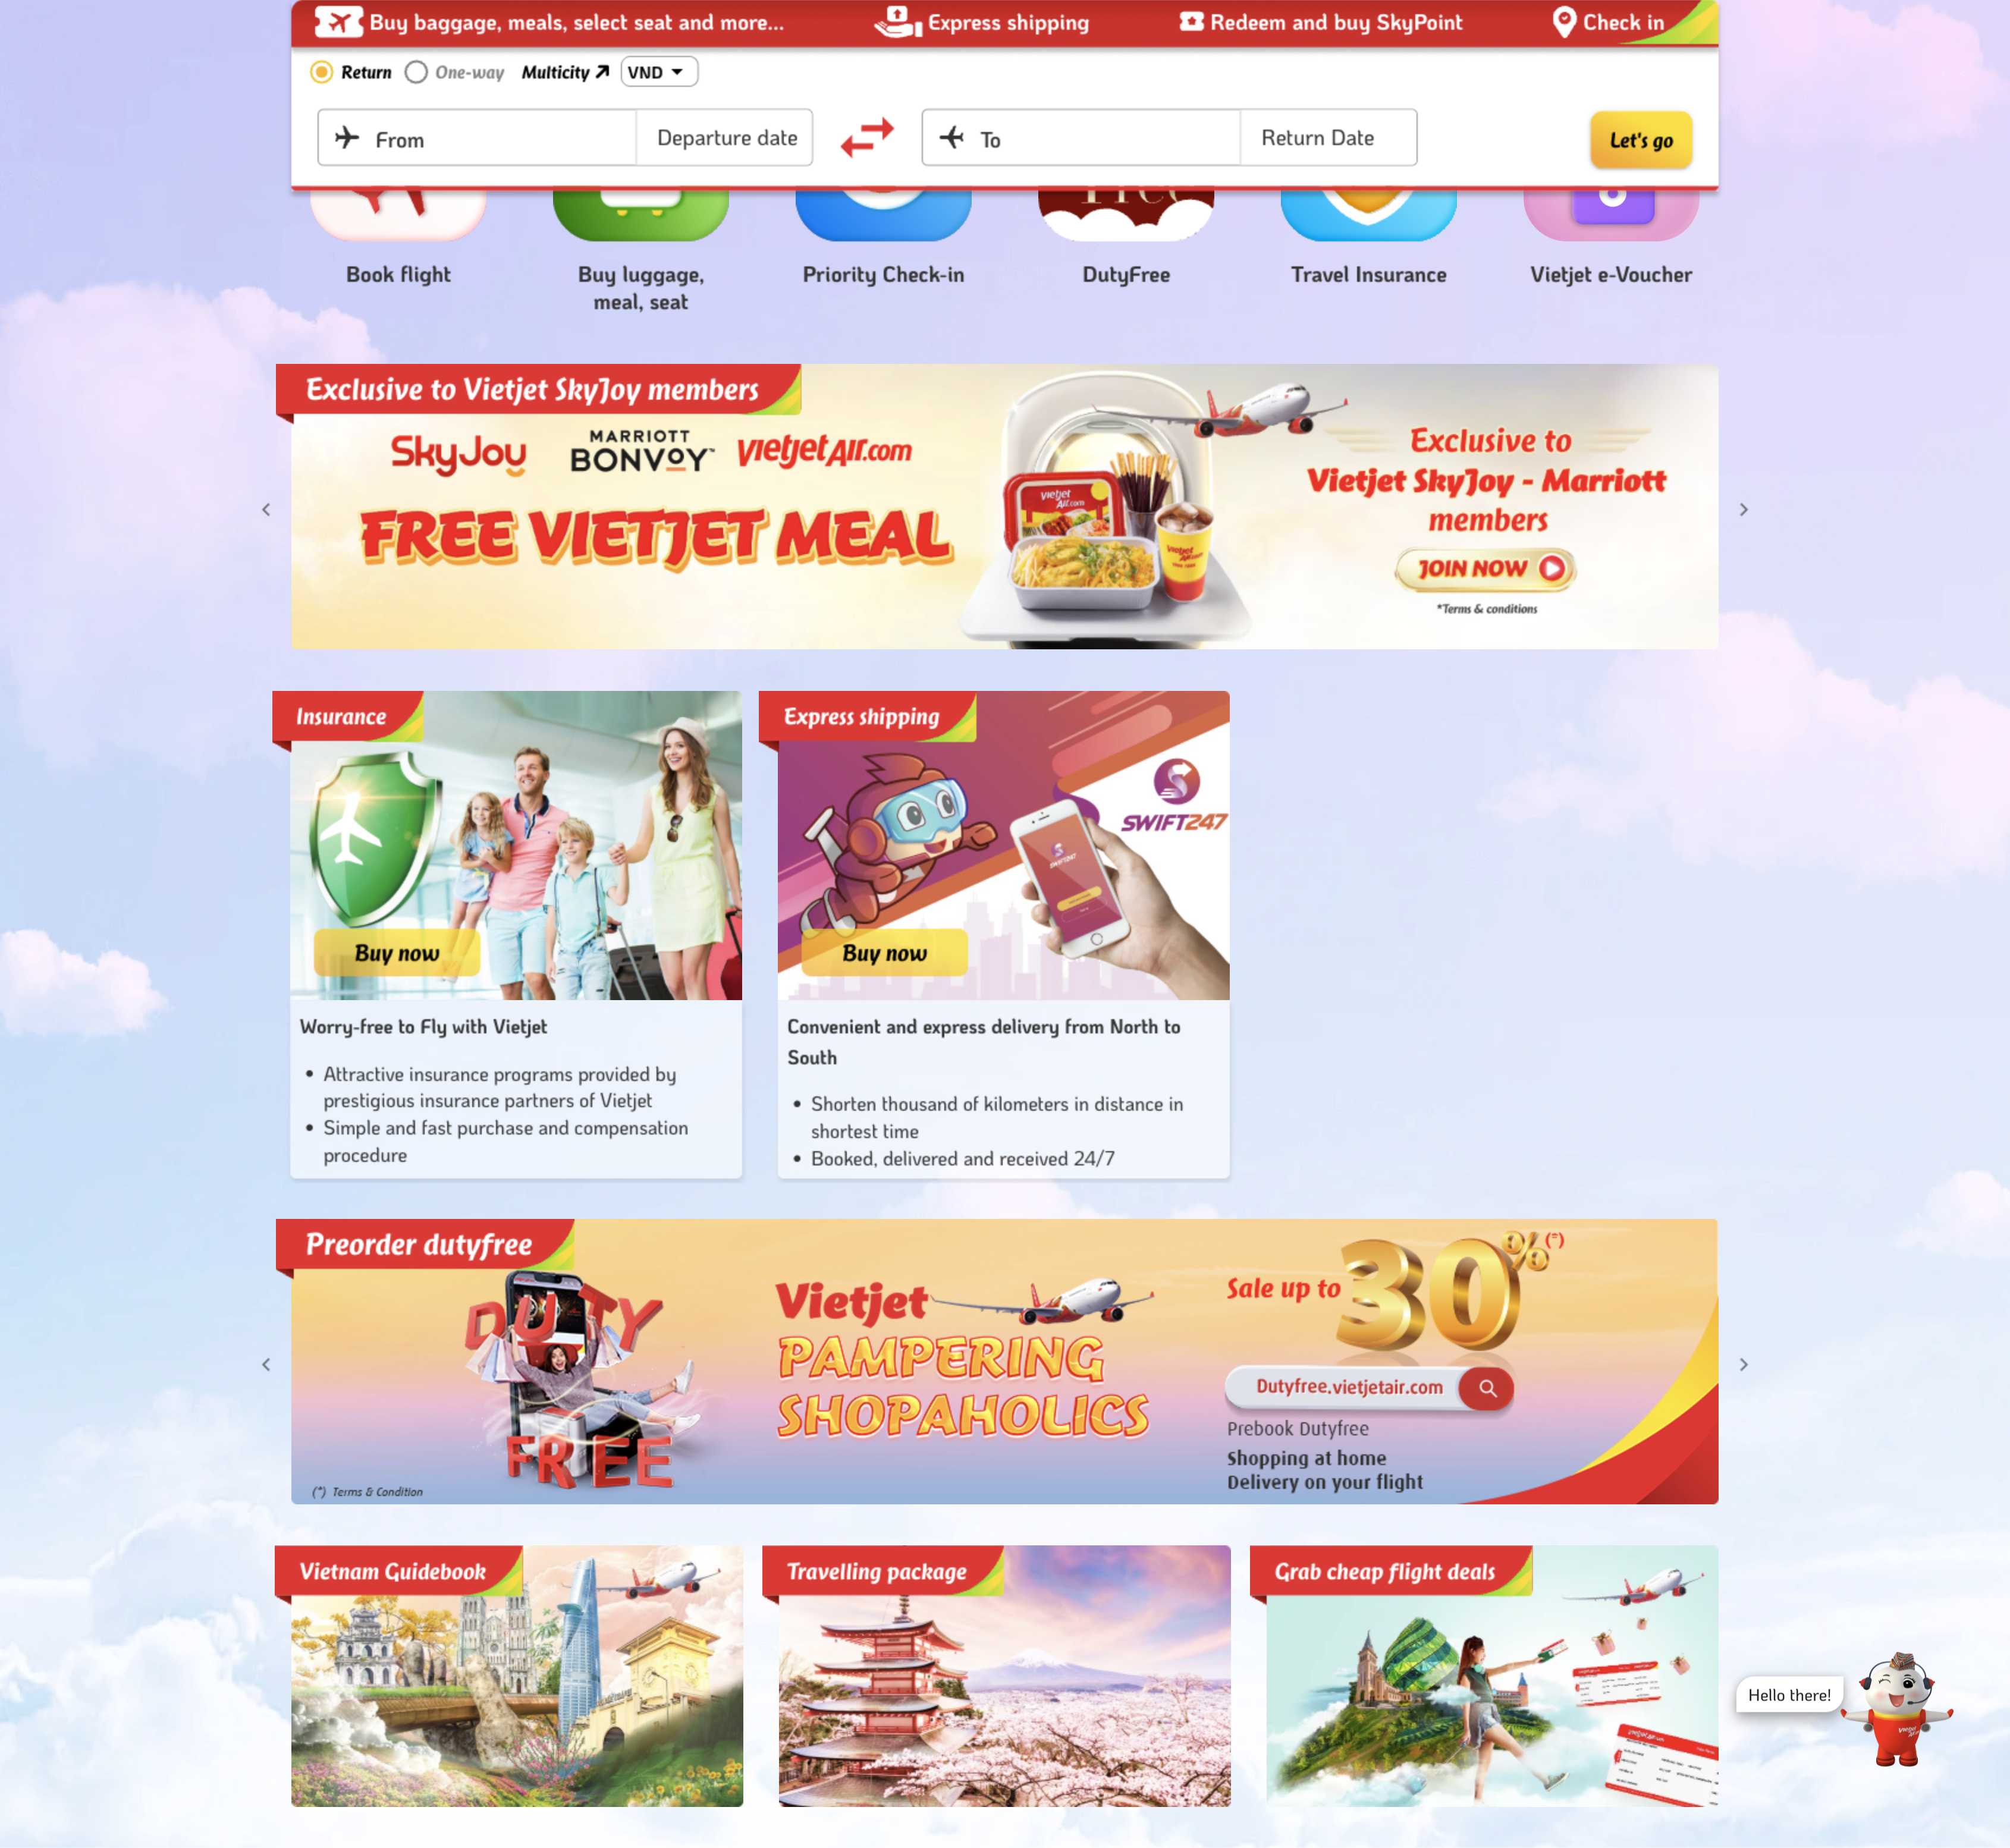 Buy baggage, meals, select seat and more...
Express shipping
Redeem and buy SkyPoint
Check in
Return
One-way
Multicity
VND
From
Departure date
To
Return Date
Let's go
Book flight
Buy luggage,
meal, seat
Priority Check-in
DutyFree
Travel Insurance
Vietjet e-Voucher
Exclusive to Vietjet SkyJoy members
SkyJoy
MARRIOTT
BONVOY™
vietjetAir.com
FREE VIETJET MEAL
vietjet
Air.com
Exclusive to
Vietjet SkyJoy - Marriott
members
JOIN NOW
*Terms & conditions
Insurance
Buy now
Worry-free to Fly with Vietjet
• Attractive insurance programs provided by
prestigious insurance partners of Vietjet
• Simple and fast purchase and compensation
procedure
Express shipping
SWIFT247
Buy now
Convenient and express delivery from North to
South
• Shorten thousand of kilometers in distance in
shortest time
• Booked, delivered and received 24/7
Preorder dutyfree
DUTY
FREE
(*) Terms & Condition
Vietjet
PAMPERING
SHOPAHOLICS
Sale up to 30%(*)
Dutyfree.vietjetair.com
Prebook Dutyfree
Shopping at home
Delivery on your flight
Vietnam Guidebook
Travelling package
Grab cheap flight deals
Hello there!